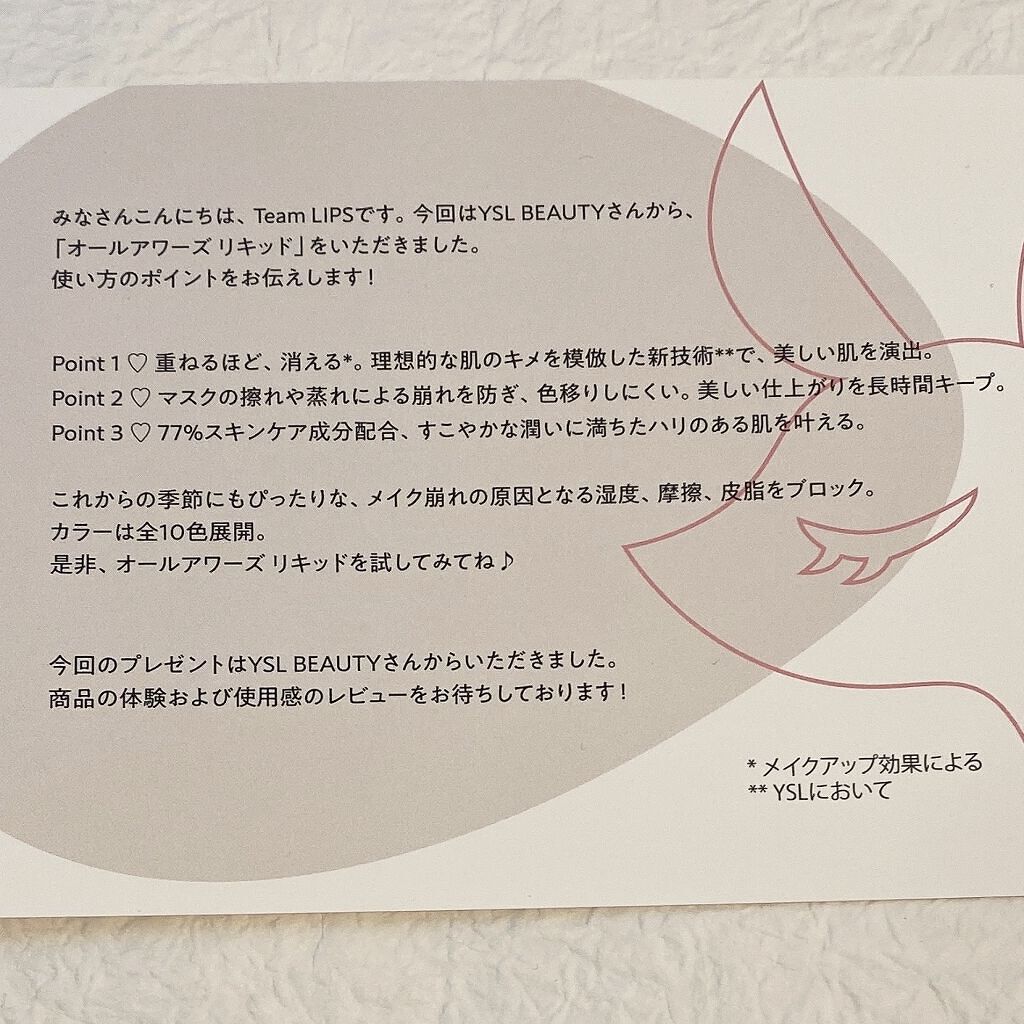 みなさんこんにちは、Team LIPSです。今回はYSL BEAUTYさんから、
「オールアワーズ リキッド」をいただきました。
使い方のポイントをお伝えします！
Point 1 ♡ 重ねるほど、消える*。理想的な肌のキメを模倣した新技術**で、美しい肌を演出。
Point 2 ♡ マスクの擦れや蒸れによる崩れを防ぎ、色移りしにくい。美しい仕上がりを長時間キープ。
Point 3 ♡ 77%スキンケア成分配合、すこやかな潤いに満ちたハリのある肌を叶える。
これからの季節にもぴったりな、メイク崩れの原因となる湿度、摩擦、皮脂をブロック。
カラーは全10色展開。
是非、オールアワーズ リキッドを試してみてね♪
今回のプレゼントはYSL BEAUTYさんからいただきました。
商品の体験および使用感のレビューをお待ちしております！
* メイクアップ効果による
** YSLにおいて